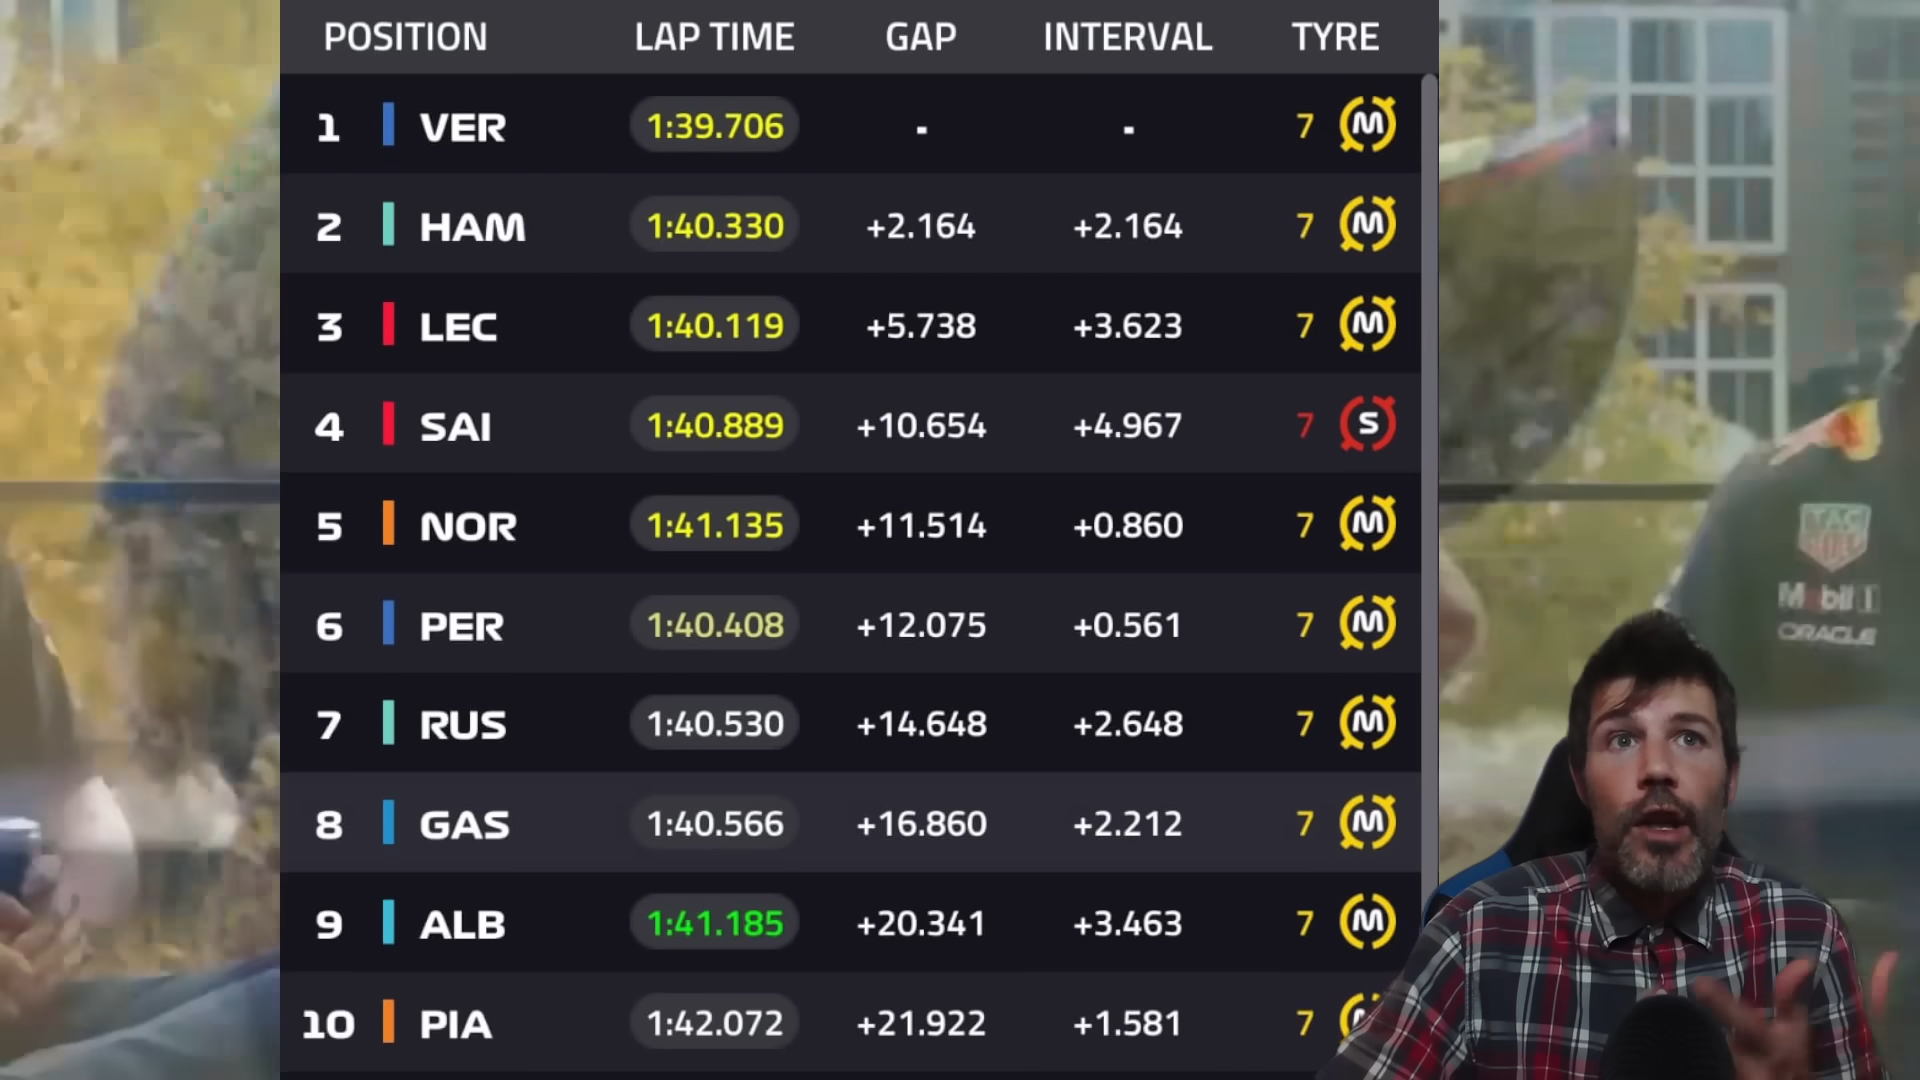 POSITION LAP TIME GAP INTERVAL TYRE
1 VER 1:39.706 - - 7 M
2 HAM 1:40.330 +2.164 +2.164 7 M
3 LEC 1:40.119 +5.738 +3.623 7 M
4 SAI 1:40.889 +10.654 +4.967 7 S
5 NOR 1:41.135 +11.514 +0.860 7 M
6 PER 1:40.408 +12.075 +0.561 7 M
7 RUS 1:40.530 +14.648 +2.648 7 M
8 GAS 1:40.566 +16.860 +2.212 7 M
9 ALB 1:41.185 +20.341 +3.463 7 M
10 PIA 1:42.072 +21.922 +1.581 7
TAG
Mobil 1
ORACLE